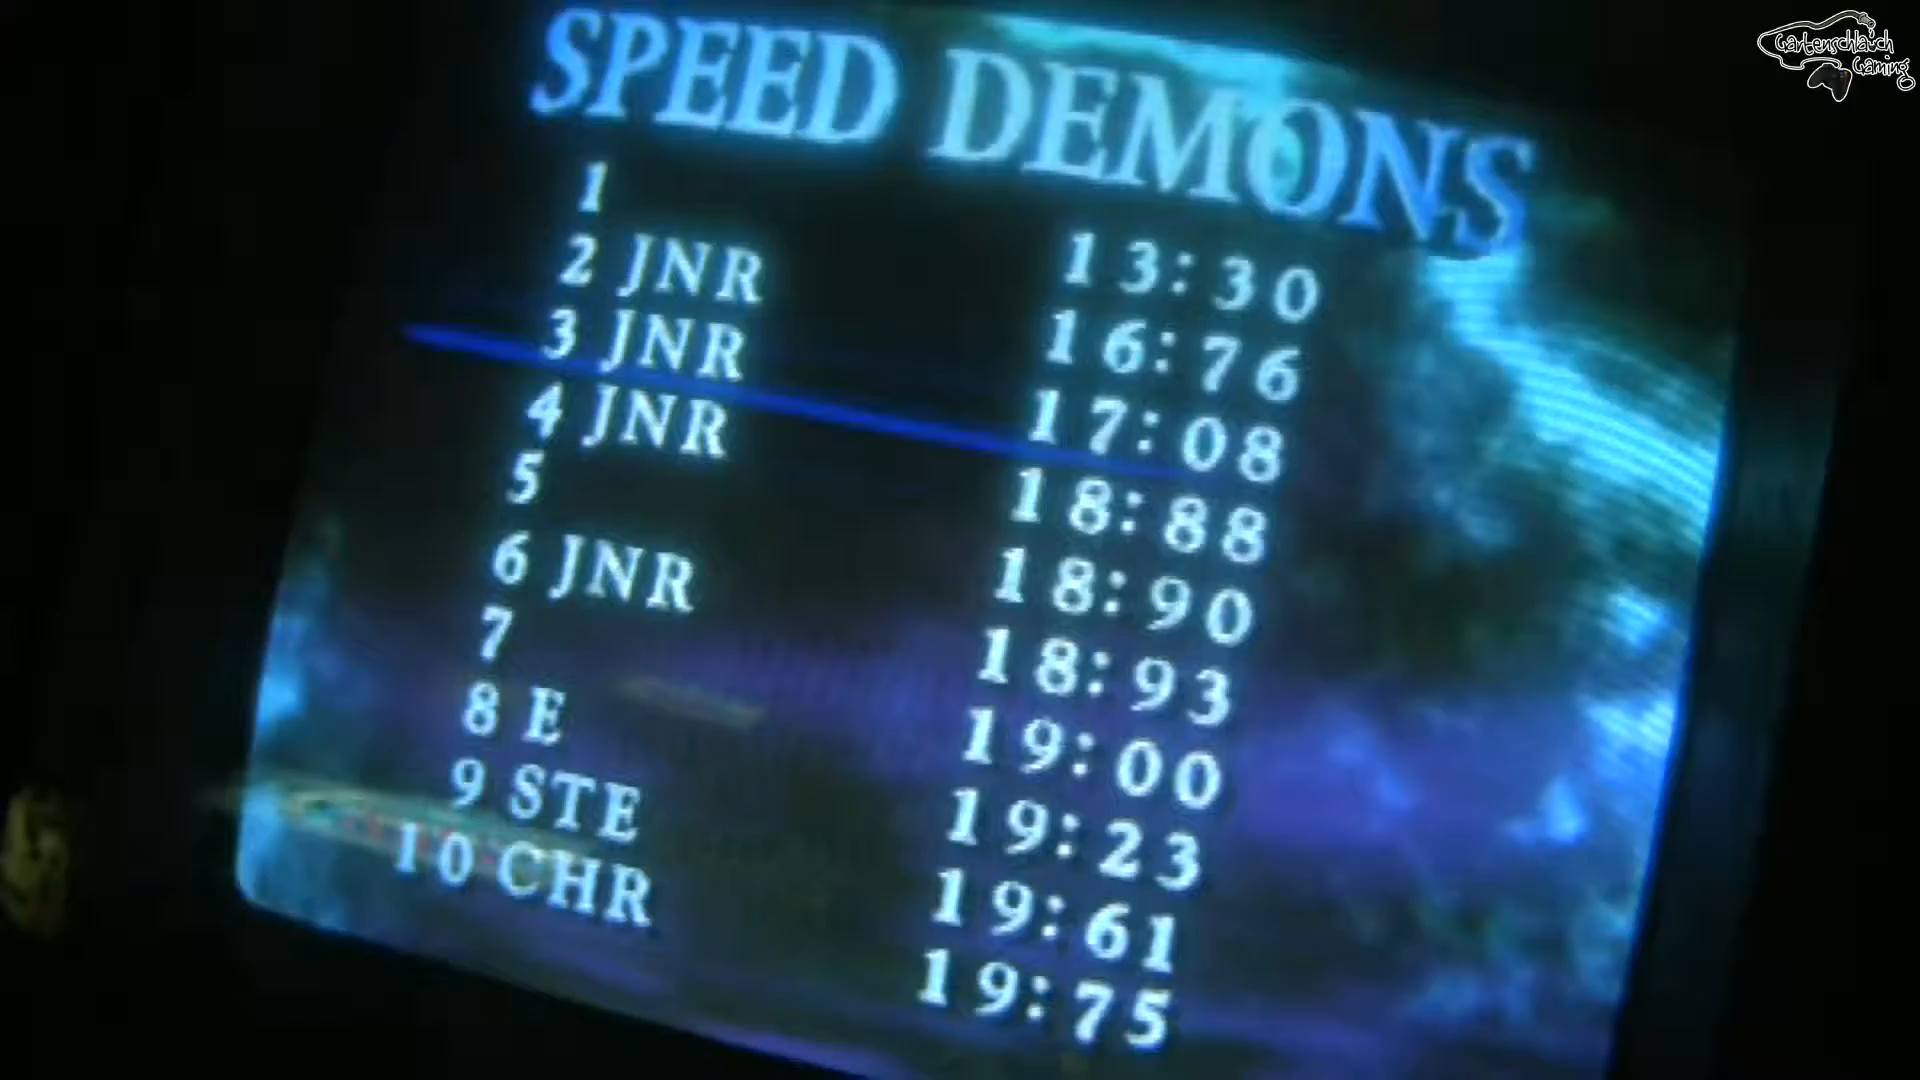 Gartenschlauch
Gaming
SPEED DEMONS
1 13:30
2 JNR 16:76
3 JNR 17:08
4 JNR 18:88
5 18:90
6 JNR 18:93
7 19:00
8 E 19:23
9 STE 19:61
10 CHR 19:75